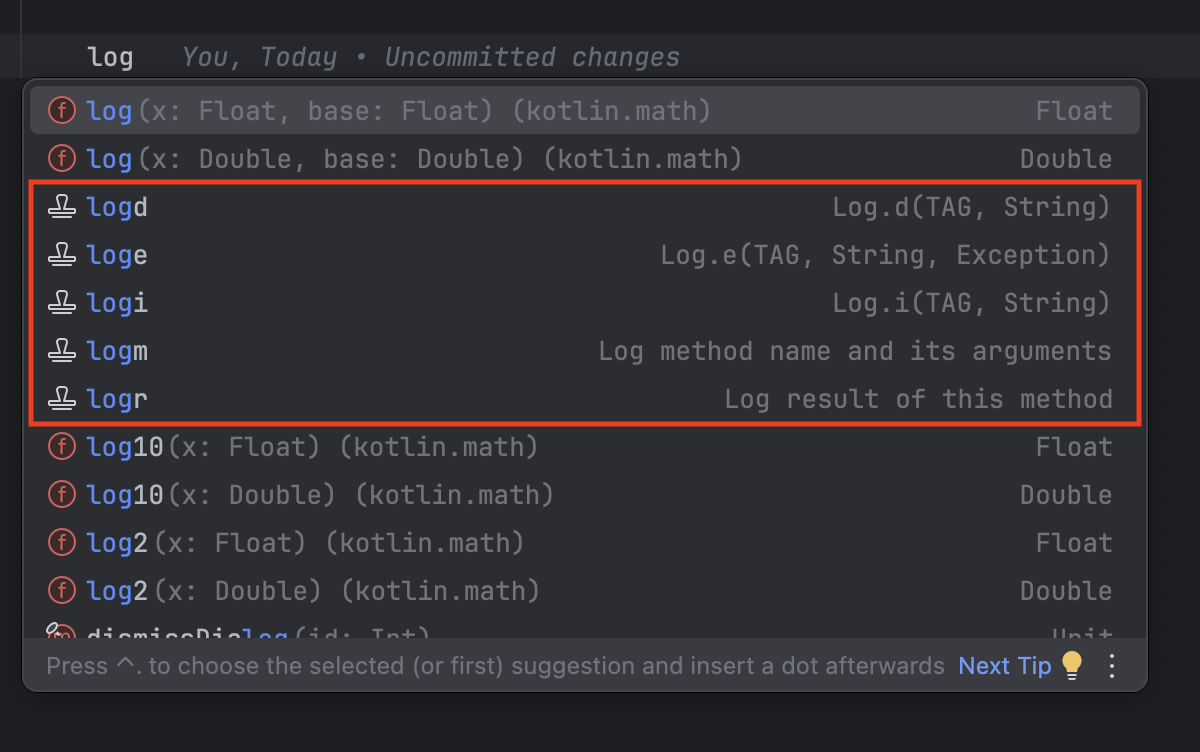 log You, Today • Uncommitted changes
log(x: Float, base: Float) (kotlin.math) Float
log(x: Double, base: Double) (kotlin.math) Double
logd Log.d(TAG, String)
loge Log.e(TAG, String, Exception)
logi Log.i(TAG, String)
logm Log method name and its arguments
logr Log result of this method
log10(x: Float) (kotlin.math) Float
log10(x: Double) (kotlin.math) Double
log2(x: Float) (kotlin.math) Float
log2(x: Double) (kotlin.math) Double
dismissDialog(id: Int) Unit
Press ^. to choose the selected (or first) suggestion and insert a dot afterwards Next Tip